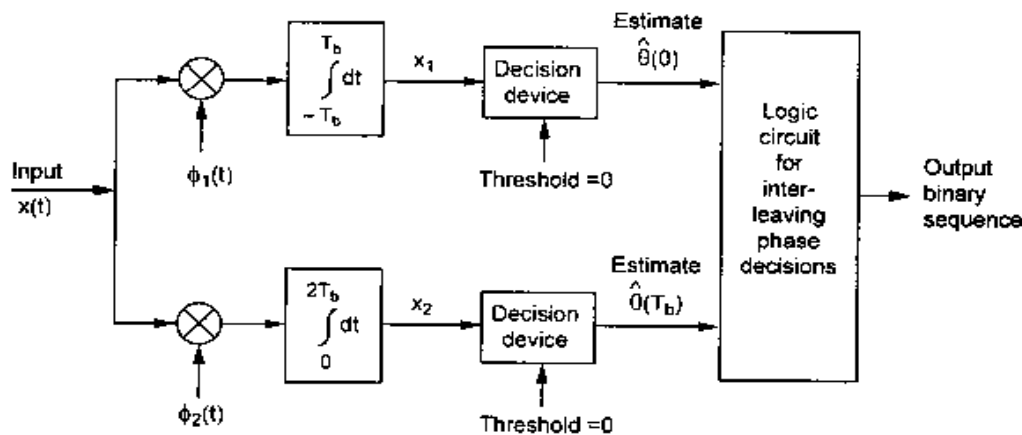 Estimate
θ̂(0)
T_b
∫ dt
– T_b
x₁
Decision
device
ϕ₁(t)
Threshold =0
Input
x(t)
Logic
circuit
for
inter-
leaving
phase
decisions
Output
binary
sequence
Estimate
θ̂(T_b)
2T_b
∫ dt
0
x₂
Decision
device
ϕ₂(t)
Threshold =0